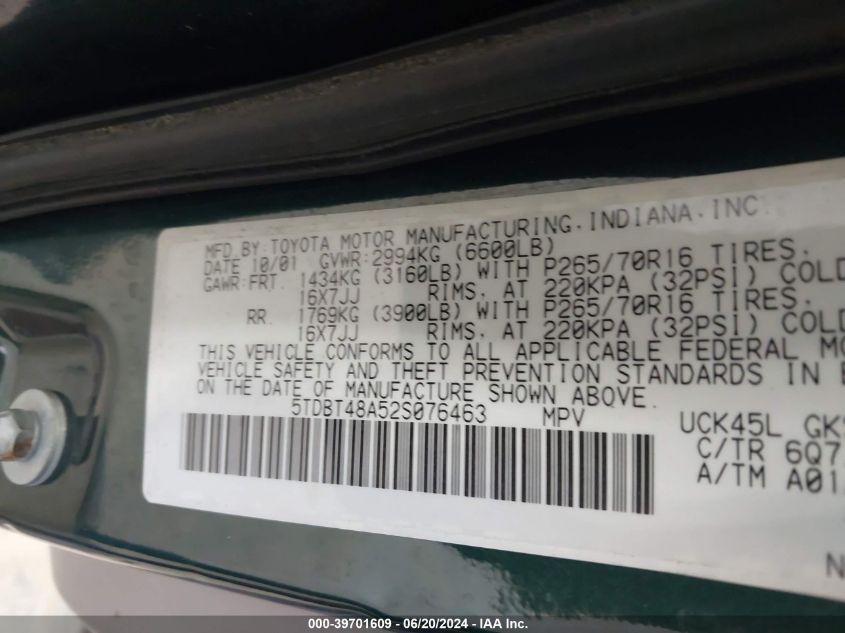 MFD.BY:TOYOTA MOTOR MANUFACTURING.INDIANA.INC.
DATE 10/01 GVWR:2994KG (6600LB)
GAWR:FRT. 1434KG (3160LB) WITH P265/70R16 TIRES.
16X7JJ RIMS. AT 220KPA (32PSI) COLD
RR. 1769KG (3900LB) WITH P265/70R16 TIRES.
16X7JJ RIMS. AT 220KPA (32PSI) COLD
THIS VEHICLE CONFORMS TO ALL APPLICABLE FEDERAL
VEHICLE SAFETY AND THEFT PREVENTION STANDARDS IN
ON THE DATE OF MANUFACTURE SHOWN ABOVE.
5TDBT48A52S076463 MPV UCK45L
C/TR
A/TM
000-39701609 - 06/20/2024 - IAA Inc.